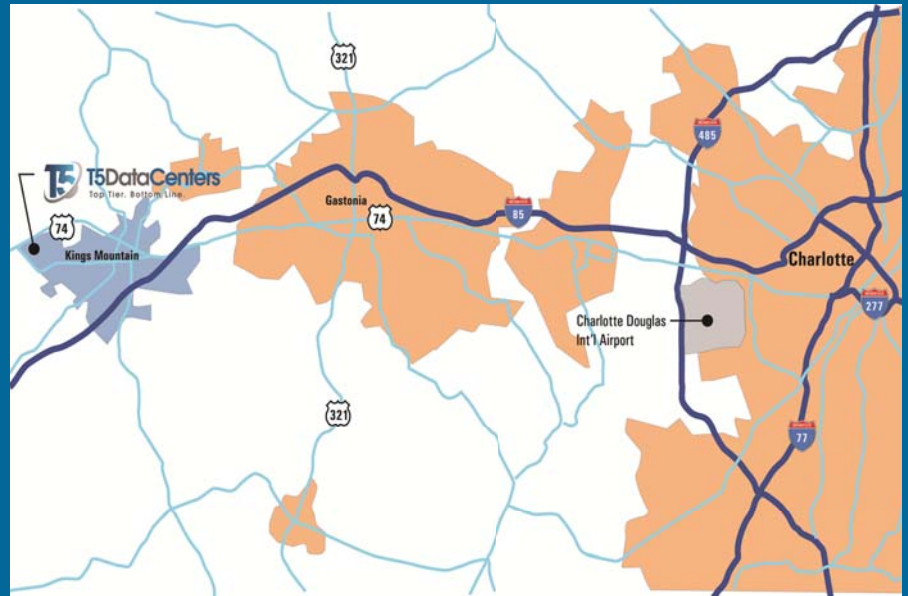 321
485
T5 T5DataCenters
Top Tier. Bottom Line.
Gastonia
74
85
74
Kings Mountain
Charlotte
277
Charlotte Douglas
Int'l Airport
321
77